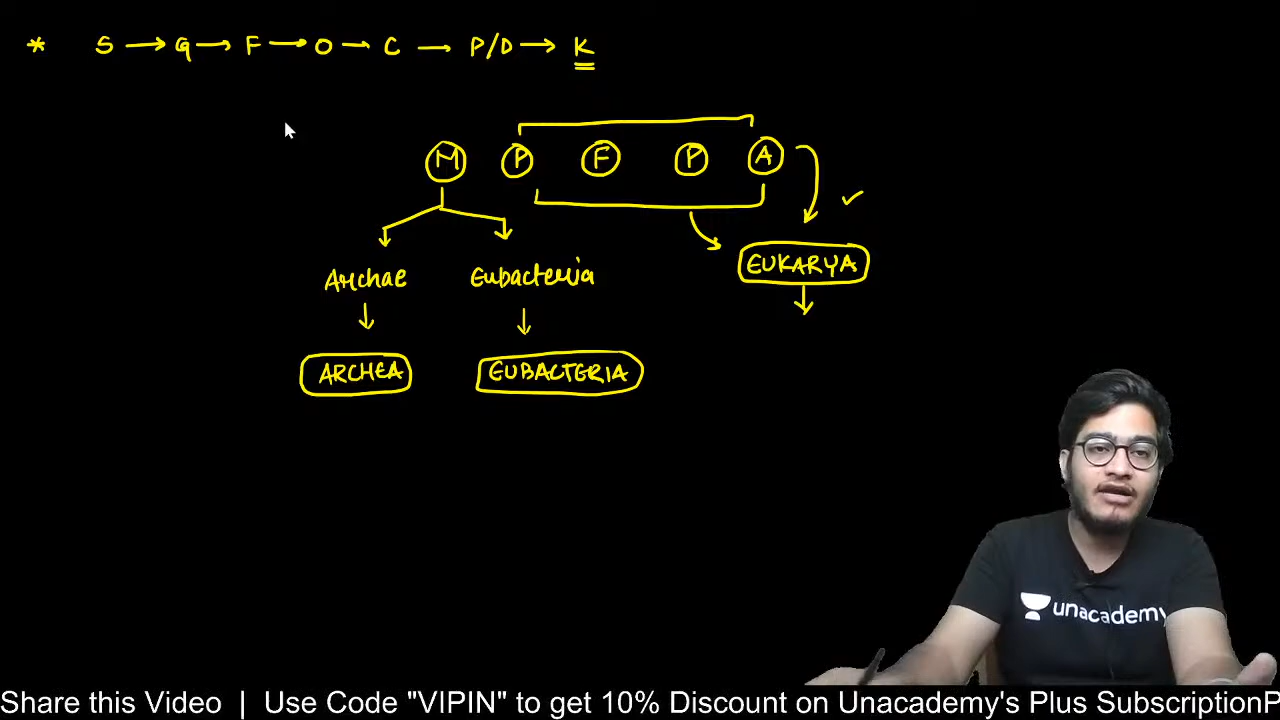 * S → G → F → O → C → P/D → K
M P F P A
✓
EUKARYA
Archae Eubacteria
ARCHEA EUBACTERIA
unacademy
Share this Video | Use Code "VIPIN" to get 10% Discount on Unacademy's Plus SubscriptionP